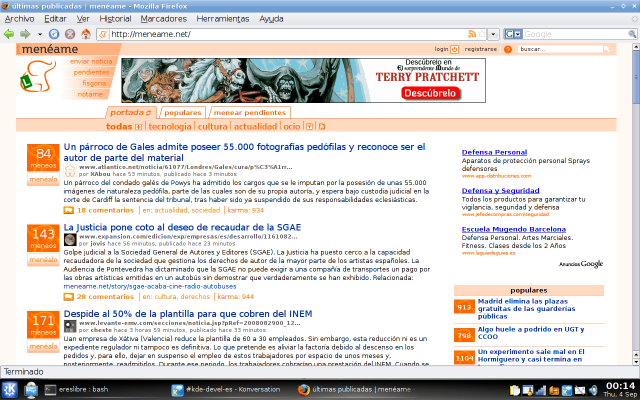 últimas publicadas | menéame - Mozilla Firefox
Archivo Editar Ver Historial Marcadores Herramientas Ayuda
http://meneame.net/
Google
menéame
login registrarse buscar...
enviar noticia
pendientes
fisgona
nótame
Descúbrelo en
El sorprendente Mundo de
TERRY PRATCHETT
Descúbrelo
portada populares menear pendientes
todas tecnología cultura actualidad ocio
84
meneos
menéalo
Un párroco de Gales admite poseer 55.000 fotografías pedófilas y reconoce ser el
autor de parte del material
www.atlantico.net/noticia/61077/Londres/Gales/cura/p%C3%A1rr...
por XAbou hace 53 minutos, publicado hace 3 minutos
Un párroco del condado galés de Powys ha admitido los cargos que se le imputan por la posesión de unas 55.000
imágenes de naturaleza pedófila, parte de las cuales son de su propia autoría, y espera bajo custodia judicial en la
corte de Cardiff la sentencia del tribunal, tras haber sido ya suspendido de sus responsabilidades eclesiásticas.
18 comentarios | en: actualidad, sociedad | karma: 934
143
meneos
menéalo
La Justicia pone coto al deseo de recaudar de la SGAE
www.expansion.com/edicion/exp/empresas/es/desarrollo/1161082...
por jovis hace 56 minutos, publicado hace 23 minutos
Golpe judicial a la Sociedad General de Autores y Editores (SGAE). La Justicia ha puesto cerco a la capacidad
recaudadora de la sociedad que gestiona los derechos de autor de la mayor parte de los artistas españoles. La
Audiencia de Pontevedra ha dictaminado que la SGAE no puede exigir a una compañía de transportes un pago por
las obras artísticas emitidas en un autobús sin demostrar que verdaderamente se han exhibido. Relacionada:
meneame.net/story/sgae-acaba-cine-radio-autobuses
28 comentarios | en: cultura, derechos | karma: 944
171
meneos
menéalo
Despide al 50% de la plantilla para que cobren del INEM
www.levante-emv.com/secciones/noticia.jsp?pRef=2008082900_12...
por cheste hace 3 horas 58 minutos, publicado hace 33 minutos
Uan empresa de Xàtiva (Valencia) reduce la plantilla de 60 a 30 empleados. Sin embargo, esta reducción ni es un
expediente regulador ni tampoco es definitiva. Lo que pretende es aliviar la factoría debido al descenso en los
pedidos y, para ello, dejar en suspenso el empleo de estos trabajadores por espacio de unos meses y,
posteriormente, readmitirlos. Durante ese periodo, los trabajadores cobrarían una prestación del INEM. Cuando se
Defensa Personal
Aparatos de protección personal Sprays
defensores
www.app-distribuciones.com
Defensa y Seguridad
Todos los productos para garantizar tu
vigilancia, seguridad y defensa
www.jefedecompras.com/seguridad
Escuela Mugendo Barcelona
Defensa Personal. Artes Marciales.
Fitness. Clases desde los 2 Años
Anuncios Google
populares
913 Madrid elimina las plazas
gratuitas de las guarderías
públicas
798 Algo huele a podrido en UGT y
CCOO
1104 Un experimento sale mal en El
Hormiguero y casi termina en
Terminado
ereslibre : bash
#kde-devel-es - Konversation
últimas publicadas | menéame
00:14
Thu, 4 Sep